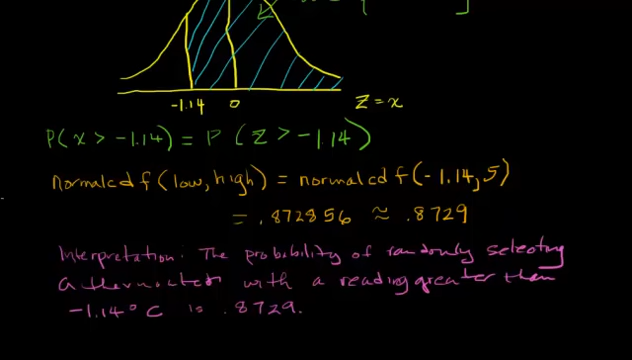 -1.14 0 Z = x
P(x > -1.14) = P (Z > -1.14)
normalcdf (low, high) = normalcdf (-1.14, 5)
= .872856 ≈ .8729
Interpretation: The probability of randomly selecting
a thermometer with a reading greater than
-1.14° C is .8729.